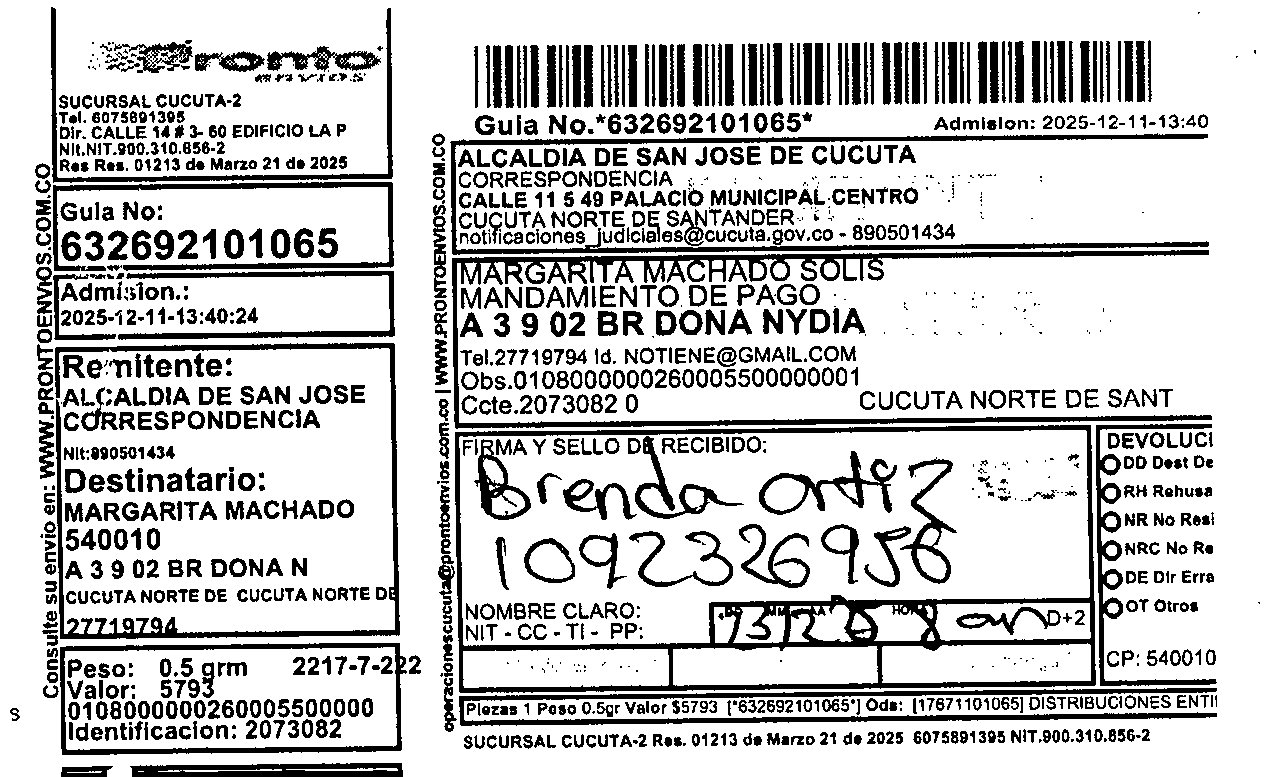 Pronto
envios
SUCURSAL CUCUTA-2
Tel. 6075891395
Dir. CALLE 14 # 3- 60 EDIFICIO LA P
Nit.NIT.900.310.856-2
Res Res. 01213 de Marzo 21 de 2025
Guia No:
632692101065
Admision.:
2025-12-11-13:40:24
Remitente:
ALCALDIA DE SAN JOSE
CORRESPONDENCIA
Nit:890501434
Destinatario:
MARGARITA MACHADO
540010
A 3 9 02 BR DONA N
CUCUTA NORTE DE CUCUTA NORTE DE
27719794
Peso: 0.5 grm 2217-7-222
Valor: 5793
01080000000260005500000
Identificacion: 2073082
Consulte su envio en: WWW.PRONTOENVIOS.COM.CO
Guia No.*632692101065*
Admision: 2025-12-11-13:40
ALCALDIA DE SAN JOSE DE CUCUTA
CORRESPONDENCIA
CALLE 11 5 49 PALACIO MUNICIPAL CENTRO
CUCUTA NORTE DE SANTANDER
notificaciones_judiciales@cucuta.gov.co - 890501434
MARGARITA MACHADO SOLIS
MANDAMIENTO DE PAGO
A 3 9 02 BR DONA NYDIA
Tel.27719794 Id. NOTIENE@GMAIL.COM
Obs.01080000000260005500000001
Ccte.2073082 0 CUCUTA NORTE DE SANT
FIRMA Y SELLO DE RECIBIDO:
Brenda ortiz
1092326956
NOMBRE CLARO:
NIT - CC - TI - PP:
DD MM AA HORA
D+2
DEVOLUCI
DD Dest De
RH Rehusa
NR No Resi
NRC No Re
DE Dir Erra
OT Otros
CP: 540010
operacionescucuta@prontoenvios.com.co | WWW.PRONTOENVIOS.COM.CO
Piezas 1 Peso 0.5gr Valor $5793 [*632692101065*] Ods: [17671101065] DISTRIBUCIONES ENTI
SUCURSAL CUCUTA-2 Res. 01213 de Marzo 21 de 2025 6075891395 NIT.900.310.856-2
s